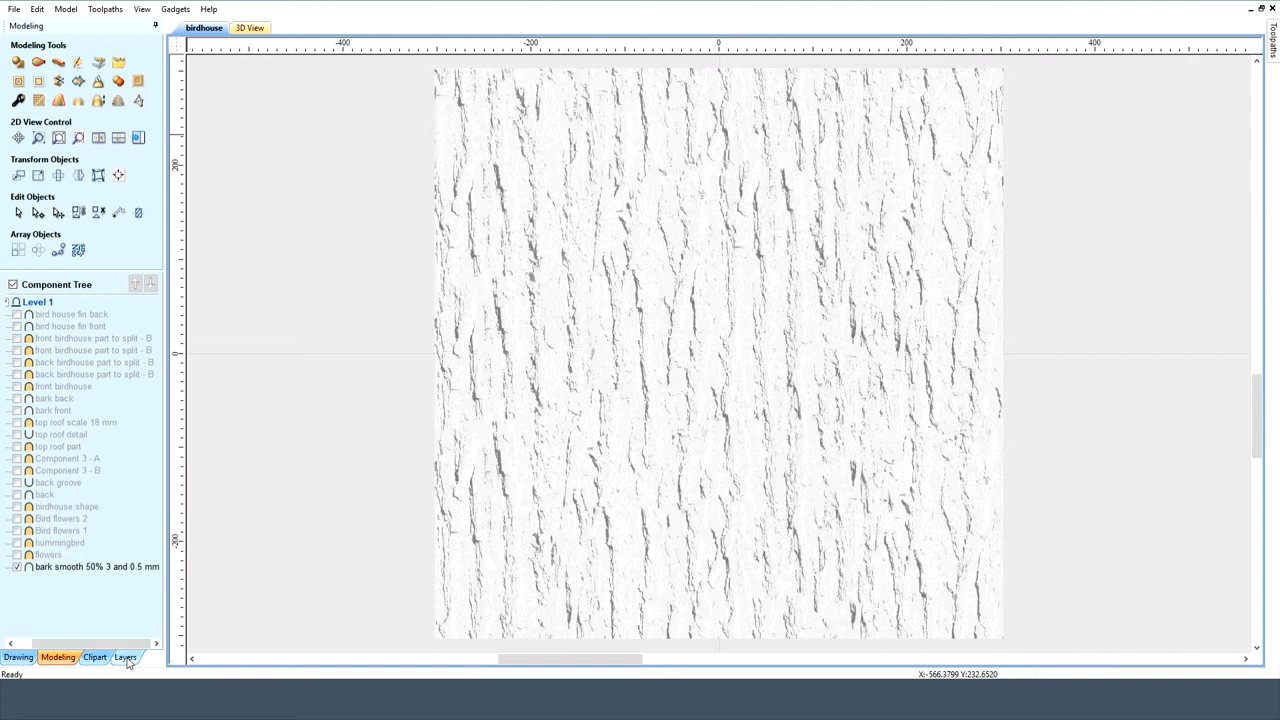 File Edit Model Toolpaths View Gadgets Help
Modeling
birdhouse
3D View
Toolpaths
-400 -200 0 200 400
Modeling Tools
2D View Control
200
Transform Objects
Edit Objects
Array Objects
Component Tree
Level 1
bird house fin back
bird house fin front
front birdhouse part to split - B
front birdhouse part to split - B
0
back birdhouse part to split - B
back birdhouse part to split - B
front birdhouse
bark back
bark front
top roof scale 18 mm
top roof detail
top roof part
Component 3 - A
Component 3 - B
back groove
back
birdhouse shape
Bird flowers 2
Bird flowers 1
-200
hummingbird
flowers
bark smooth 50% 3 and 0.5 mm
Drawing Modeling Clipart Layers
Ready
X:-566.3799 Y:232.6520